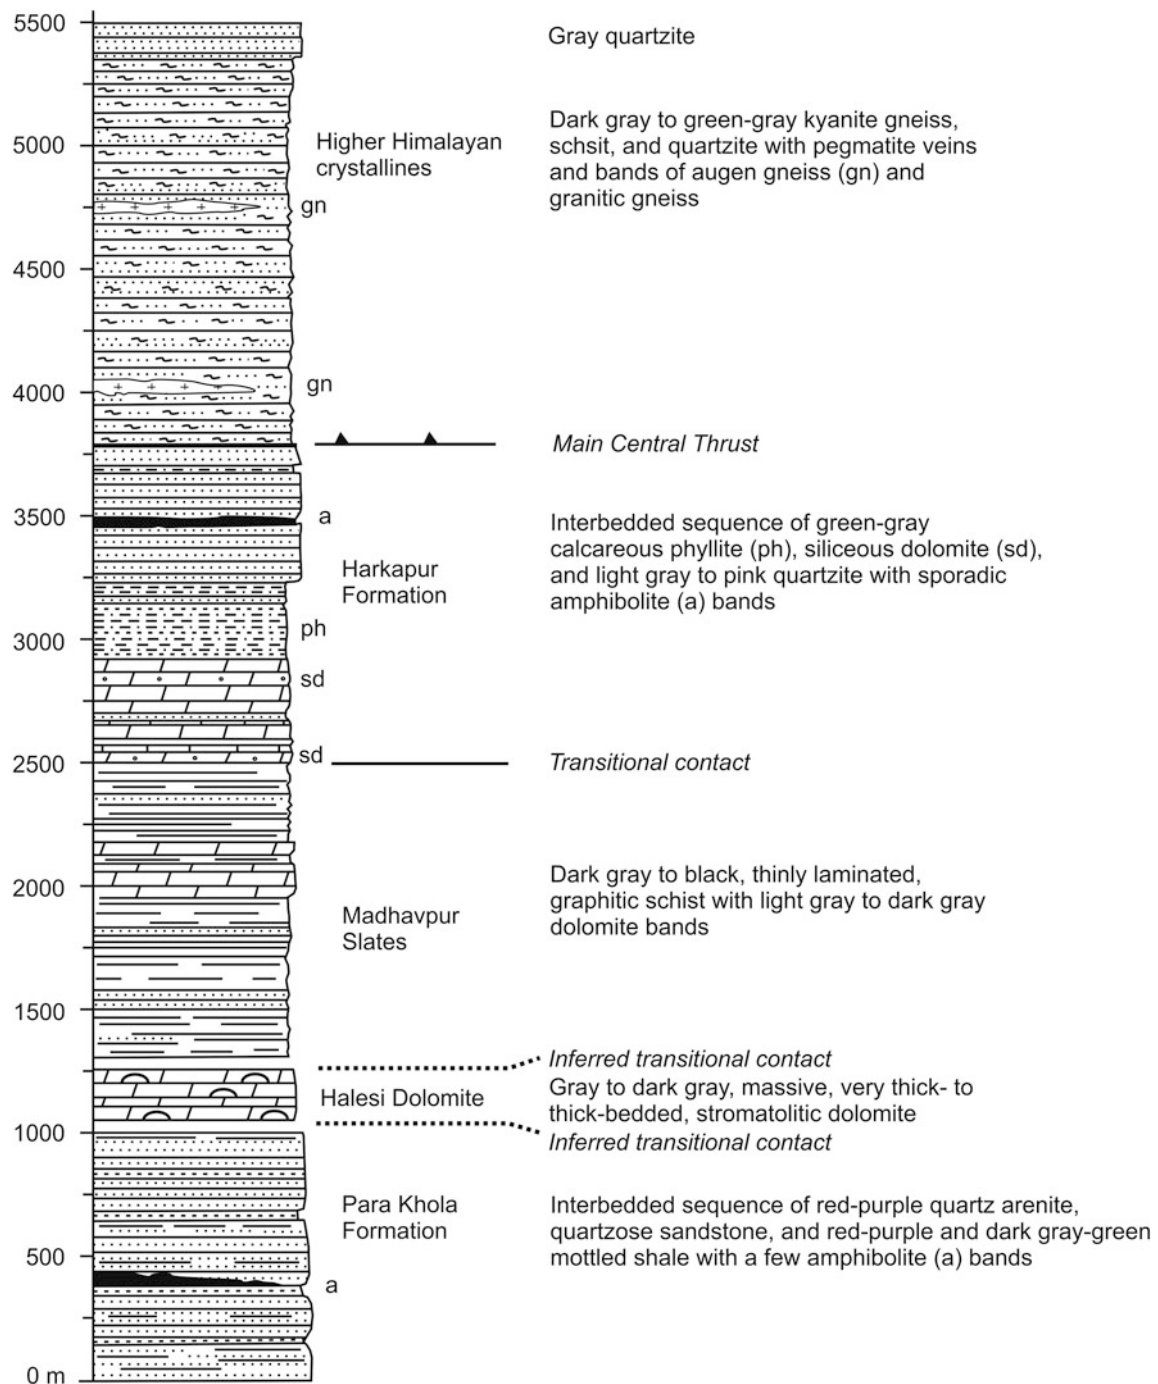 5500
Gray quartzite
5000
Higher Himalayan
crystallines
Dark gray to green-gray kyanite gneiss,
schsit, and quartzite with pegmatite veins
and bands of augen gneiss (gn) and
granitic gneiss
gn
4500
gn
4000
Main Central Thrust
3500
a
Harkapur
Formation
Interbedded sequence of green-gray
calcareous phyllite (ph), siliceous dolomite (sd),
and light gray to pink quartzite with sporadic
amphibolite (a) bands
ph
3000
sd
sd
2500
Transitional contact
2000
Madhavpur
Slates
Dark gray to black, thinly laminated,
graphitic schist with light gray to dark gray
dolomite bands
1500
Inferred transitional contact
Halesi Dolomite
Gray to dark gray, massive, very thick- to
thick-bedded, stromatolitic dolomite
1000
Inferred transitional contact
Para Khola
Formation
Interbedded sequence of red-purple quartz arenite,
quartzose sandstone, and red-purple and dark gray-green
mottled shale with a few amphibolite (a) bands
500
a
0 m